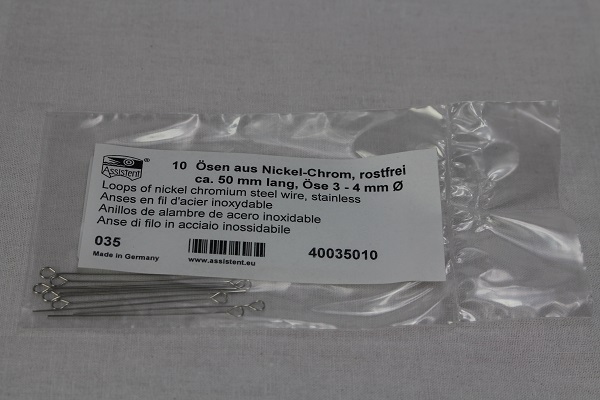 Assistent ®
10 Ösen aus Nickel-Chrom, rostfrei
ca. 50 mm lang, Öse 3 - 4 mm Ø
Loops of nickel chromium steel wire, stainless
Anses en fil d'acier inoxydable
Anillos de alambre de acero inoxidable
Anse di filo in acciaio inossidabile
035
40035010
Made in Germany
www.assistent.eu